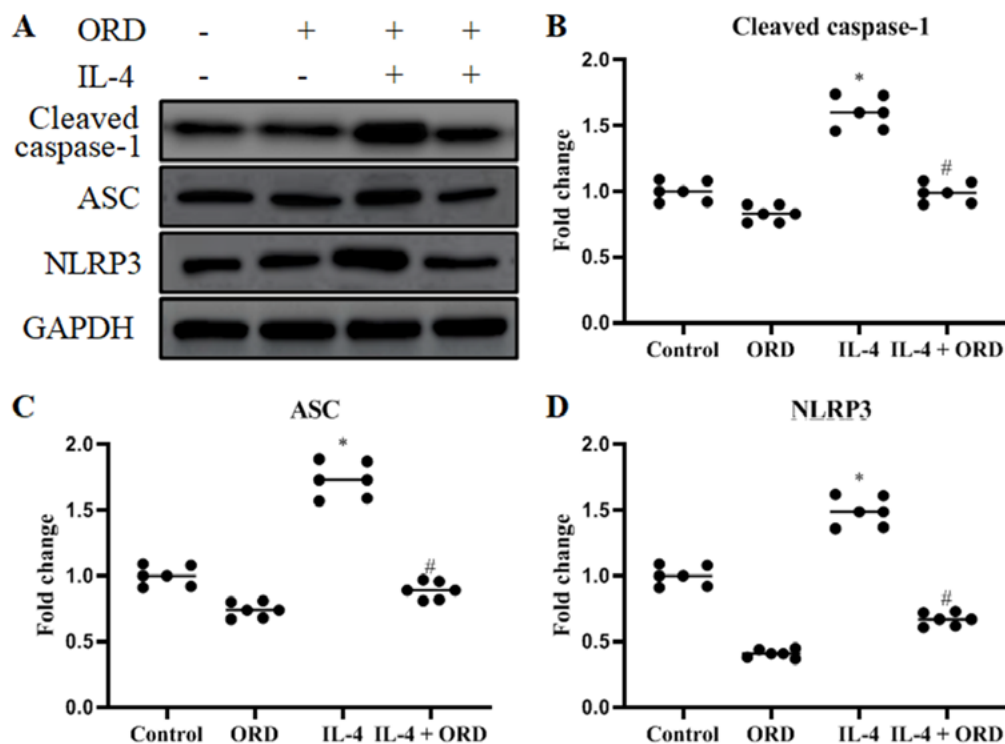 A
ORD - + + +
IL-4 - - + +
Cleaved
caspase-1
ASC
NLRP3
GAPDH
B
Cleaved caspase-1
Fold change
2.0
1.5
1.0
0.5
0.0
*
#
Control ORD IL-4 IL-4 + ORD
C
ASC
Fold change
2.0
1.5
1.0
0.5
0.0
*
#
Control ORD IL-4 IL-4 + ORD
D
NLRP3
Fold change
2.0
1.5
1.0
0.5
0.0
*
#
Control ORD IL-4 IL-4 + ORD